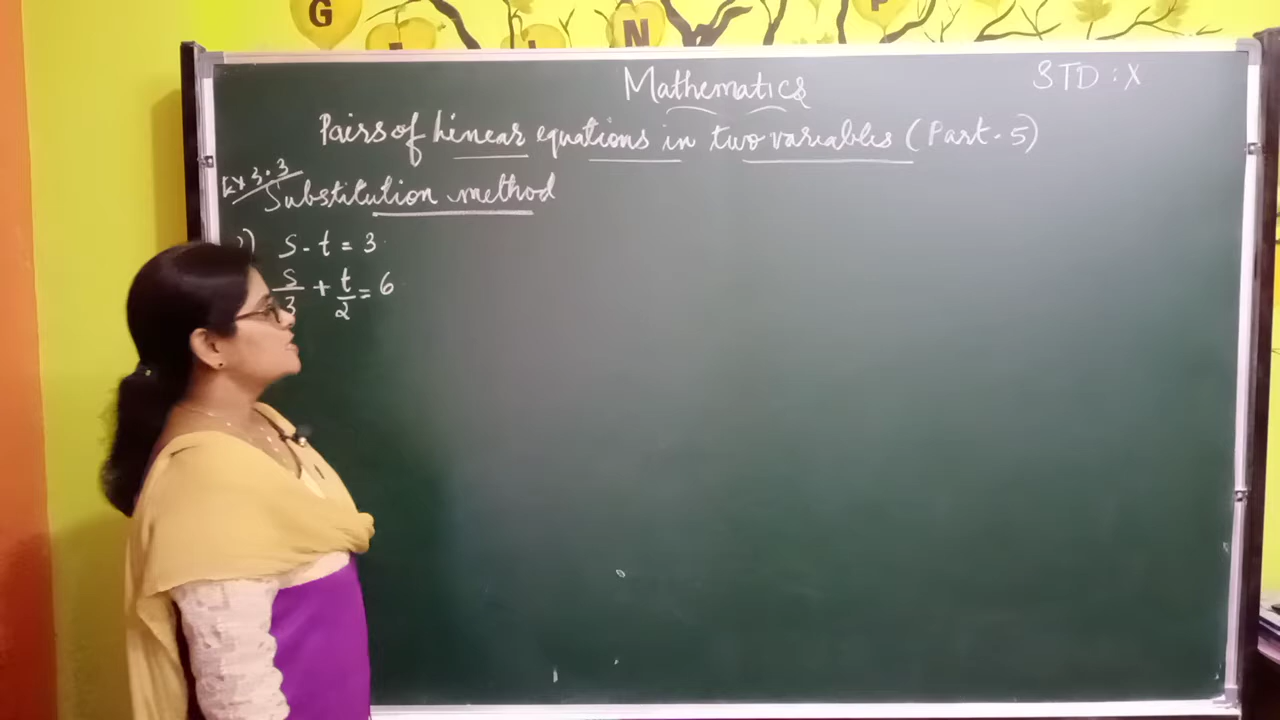 G I I N P
Mathematics
STD : X
Pairs of Linear equations in two variables (Part. 5)
Ex 3.3
Substitution method
2) S - t = 3
S/3 + t/2 = 6